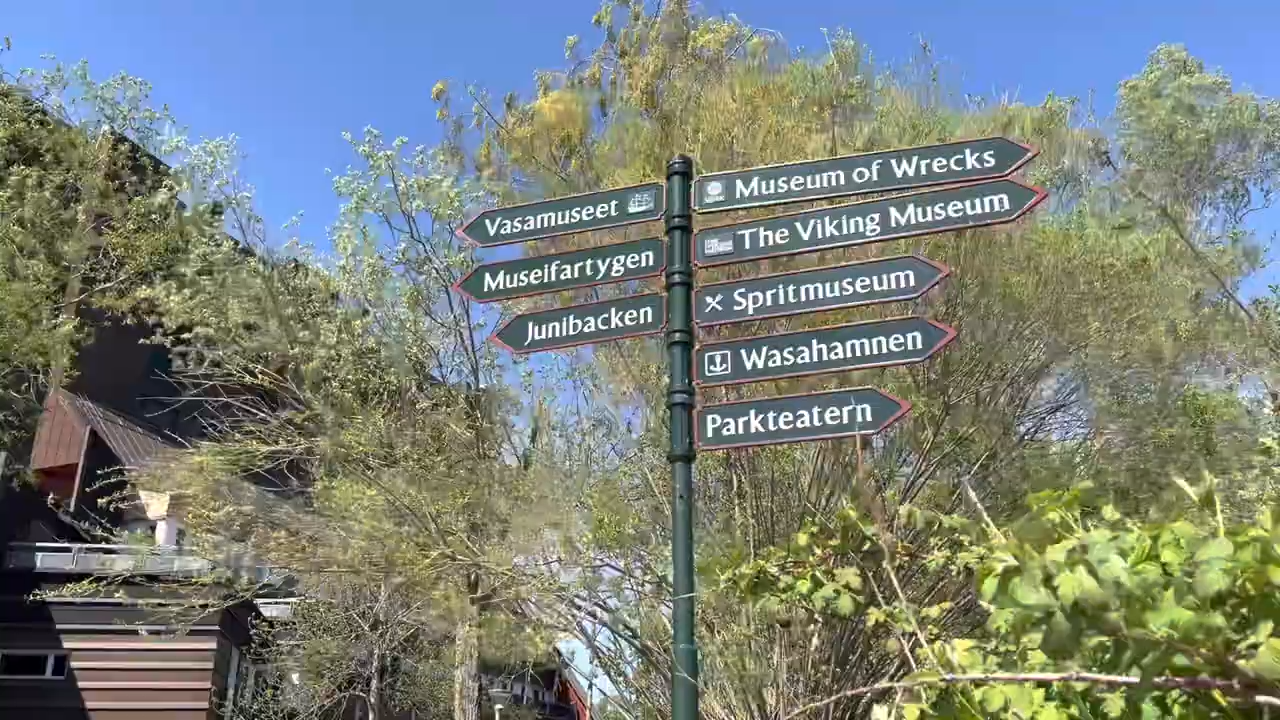 Vasamuseet
Museifartygen
Junibacken
Museum of Wrecks
The Viking Museum
Spritmuseum
Wasahamnen
Parkteatern